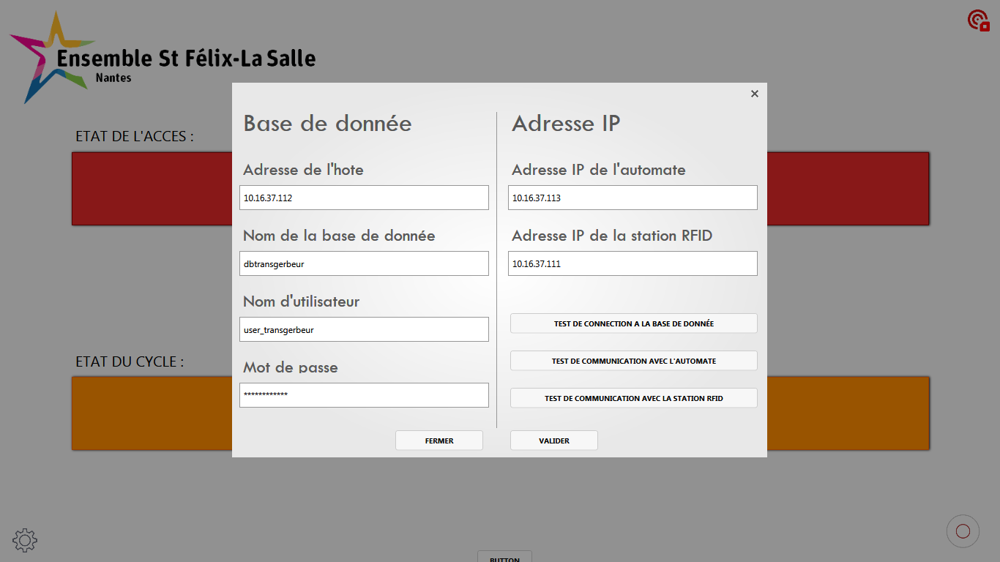 Ensemble St Félix-La Salle
Nantes
ETAT DE L'ACCES :
Base de donnée
Adresse de l'hote
10.16.37.112
Nom de la base de donnée
dbtransgerbeur
Nom d'utilisateur
user_transgerbeur
Mot de passe
************
Adresse IP
Adresse IP de l'automate
10.16.37.113
Adresse IP de la station RFID
10.16.37.111
TEST DE CONNECTION A LA BASE DE DONNÉE
TEST DE COMMUNICATION AVEC L'AUTOMATE
TEST DE COMMUNICATION AVEC LA STATION RFID
FERMER
VALIDER
ETAT DU CYCLE :
BUTTON